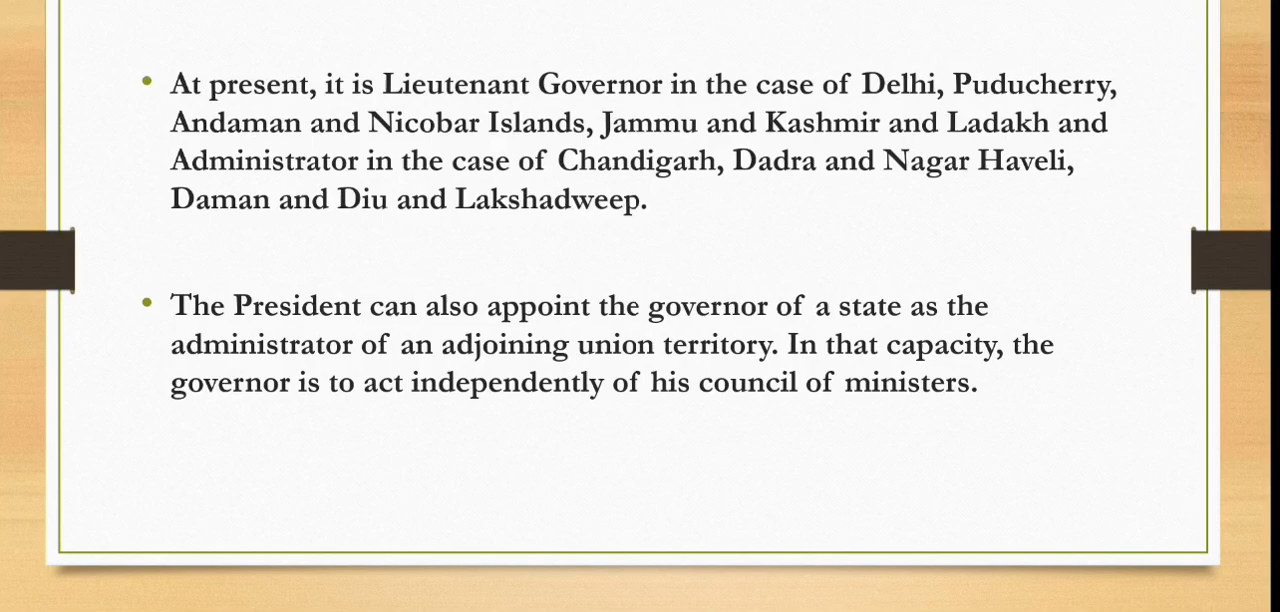 • At present, it is Lieutenant Governor in the case of Delhi, Puducherry,
Andaman and Nicobar Islands, Jammu and Kashmir and Ladakh and
Administrator in the case of Chandigarh, Dadra and Nagar Haveli,
Daman and Diu and Lakshadweep.
• The President can also appoint the governor of a state as the
administrator of an adjoining union territory. In that capacity, the
governor is to act independently of his council of ministers.